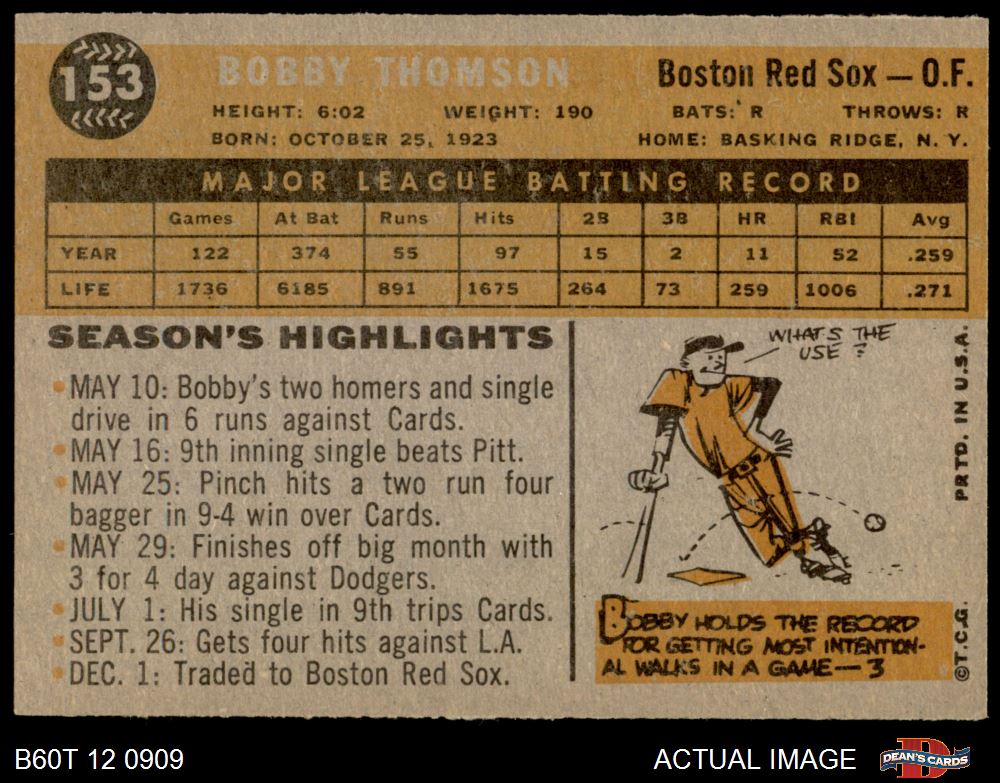 153
BOBBY THOMSON
Boston Red Sox — O.F.
HEIGHT: 6:02 WEIGHT: 190 BATS: R THROWS: R
BORN: OCTOBER 25, 1923 HOME: BASKING RIDGE, N. Y.
MAJOR LEAGUE BATTING RECORD
Games At Bat Runs Hits 2B 3B HR RBI Avg
YEAR 122 374 55 97 15 2 11 52 .259
LIFE 1736 6185 891 1675 264 73 259 1006 .271
SEASON'S HIGHLIGHTS
• MAY 10: Bobby's two homers and single
drive in 6 runs against Cards.
• MAY 16: 9th inning single beats Pitt.
• MAY 25: Pinch hits a two run four
bagger in 9-4 win over Cards.
• MAY 29: Finishes off big month with
3 for 4 day against Dodgers.
• JULY 1: His single in 9th trips Cards.
• SEPT. 26: Gets four hits against L.A.
• DEC. 1: Traded to Boston Red Sox.
WHAT'S THE
USE ?
BOBBY HOLDS THE RECORD
FOR GETTING MOST INTENTION-
AL WALKS IN A GAME — 3
PRTD. IN U.S.A.
©T.C.G.
B60T 12 0909
ACTUAL IMAGE
DEAN'S CARDS